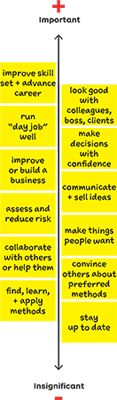 +
Important
improve skill
set + advance
career
look good
with
colleagues,
boss, clients
run
"day job"
well
make
decisions
with
confidence
improve
or build a
business
communicate
+ sell ideas
assess and
reduce risk
make things
people want
collaborate
with others
or help them
convince
others about
preferred
methods
find, learn,
+ apply
methods
stay
up to date
Insignificant